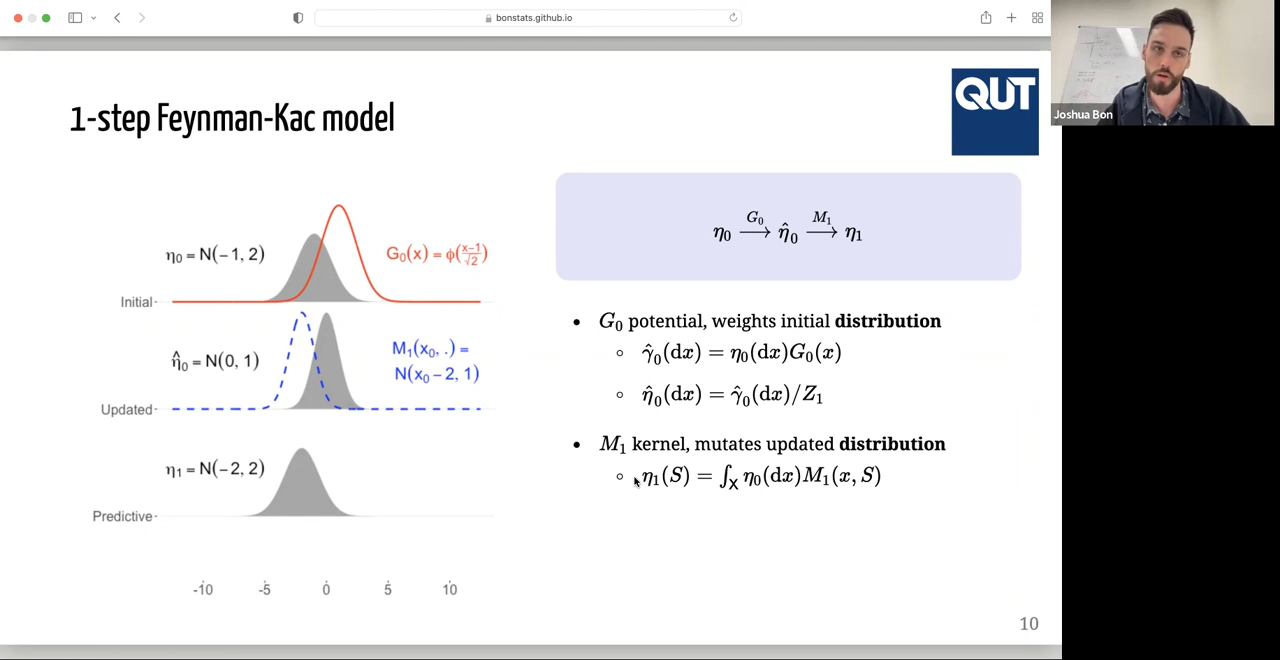 bonstats.github.io
1-step Feynman-Kac model
QUT
Joshua Bon
η₀ = N(−1, 2)
G₀(x) = ϕ(x−1/√2)
Initial
η̂₀ = N(0, 1)
M₁(x₀, .) =
N(x₀ − 2, 1)
Updated
η₁ = N(−2, 2)
Predictive
-10 -5 0 5 10
η₀ —G₀→ η̂₀ —M₁→ η₁
• G₀ potential, weights initial distribution
◦ γ̂₀(dx) = η₀(dx)G₀(x)
◦ η̂₀(dx) = γ̂₀(dx)/Z₁
• M₁ kernel, mutates updated distribution
◦ η₁(S) = ∫_X η₀(dx)M₁(x, S)
10